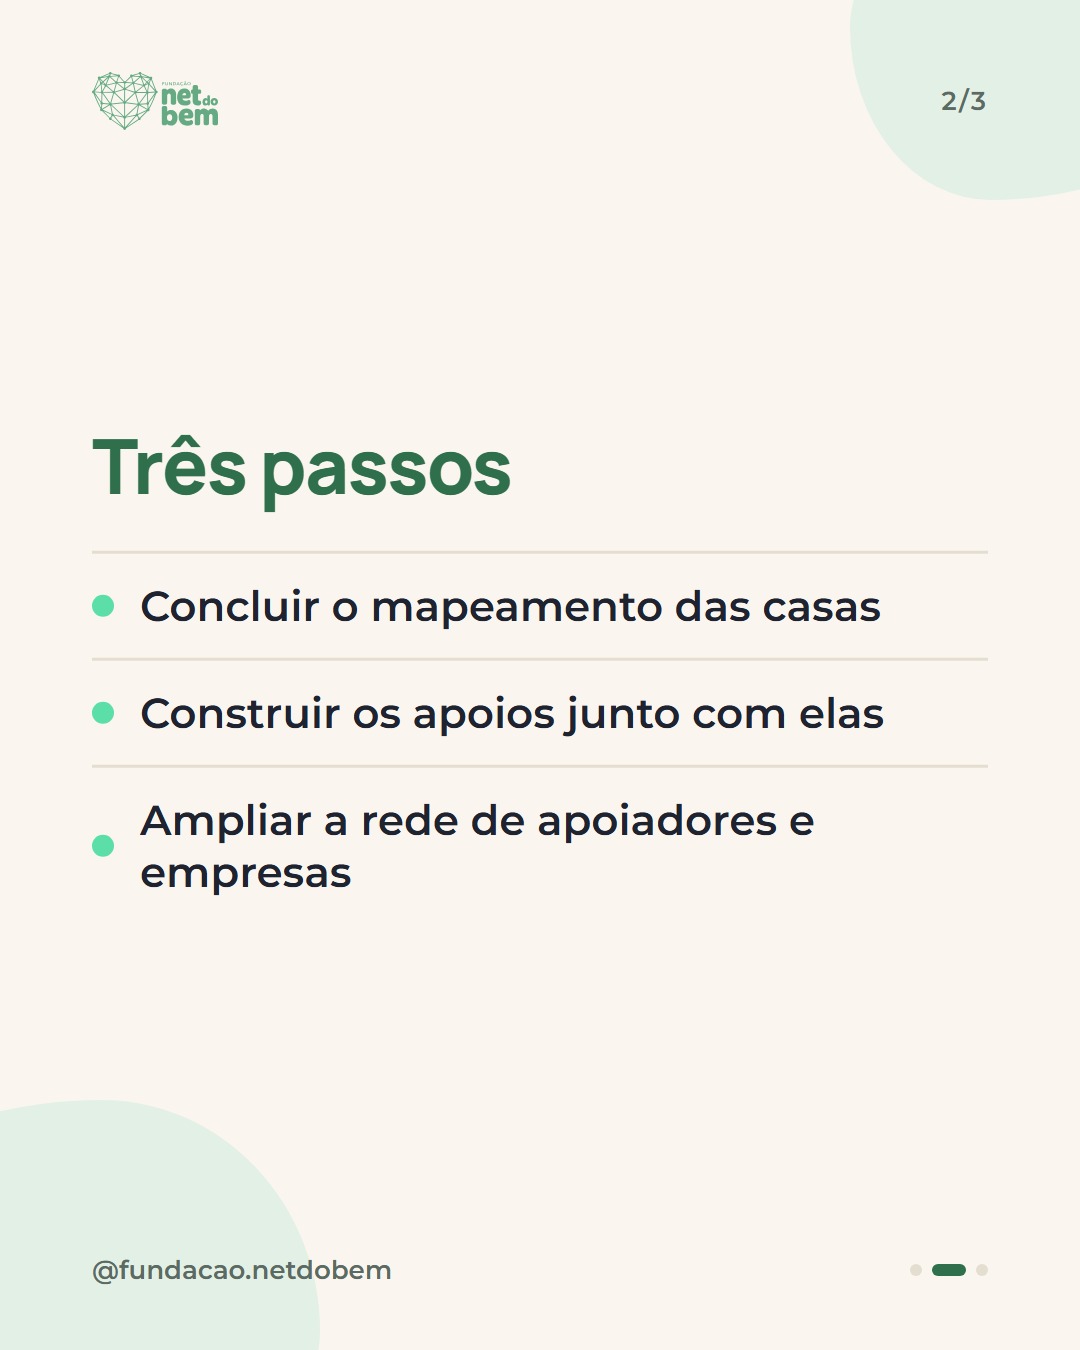 FUNDAÇÃO
net do
bem
2/3
Três passos
Concluir o mapeamento das casas
Construir os apoios junto com elas
Ampliar a rede de apoiadores e
empresas
@fundacao.netdobem